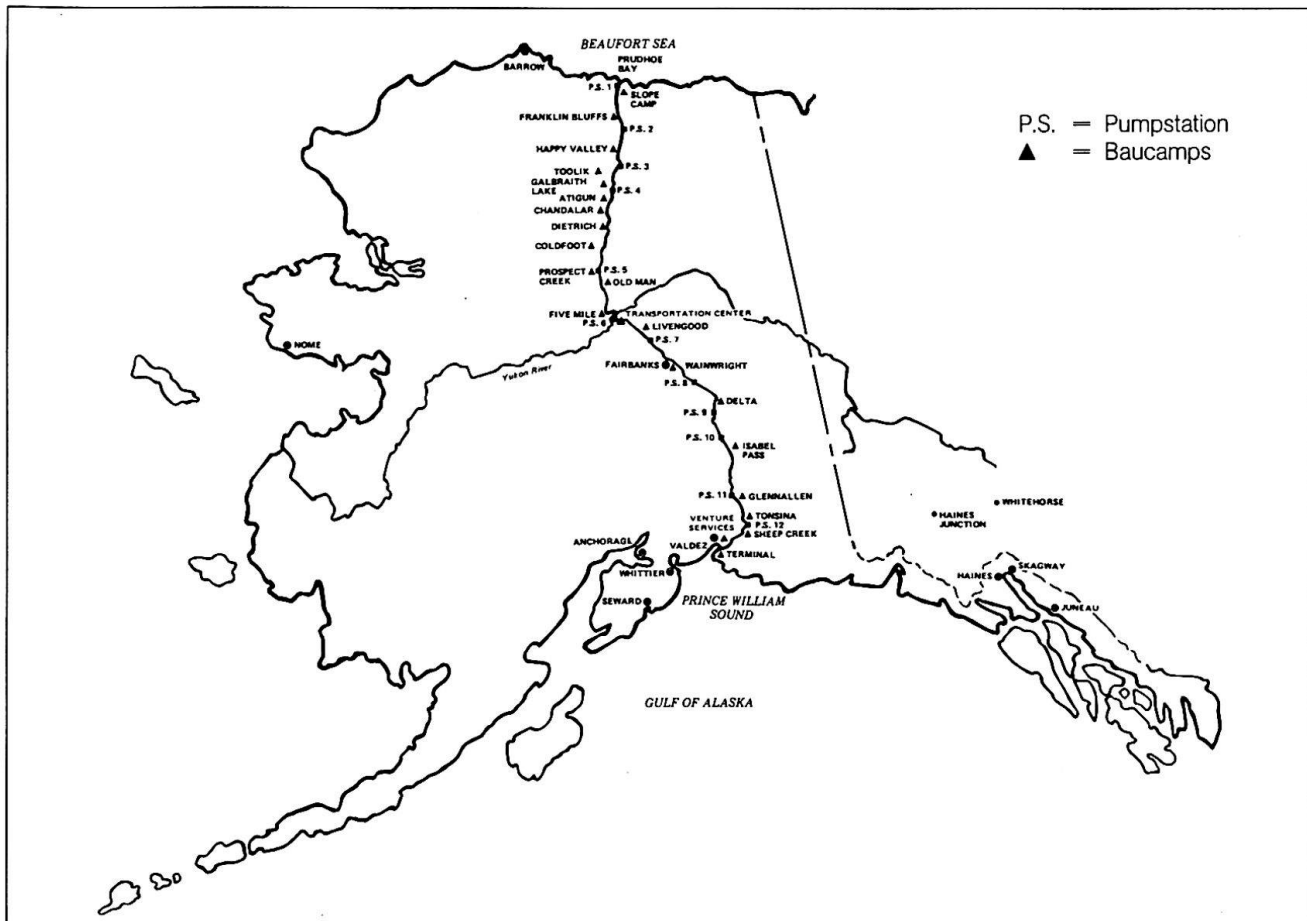 BEAUFORT SEA
BARROW
PRUDHOE
BAY
P.S. 1
SLOPE
CAMP
P.S. = Pumpstation
▲ = Baucamps
FRANKLIN BLUFFS
P.S. 2
HAPPY VALLEY
P.S. 3
TOOLIK
GALBRAITH
LAKE
P.S. 4
ATIGUN
CHANDALAR
DIETRICH
COLDFOOT
PROSPECT
CREEK
P.S. 5
OLD MAN
FIVE MILE
TRANSPORTATION CENTER
P.S. 6
LIVENGOOD
P.S. 7
NOME
Yukon River
FAIRBANKS
WAINWRIGHT
P.S. 8
DELTA
P.S. 9
P.S. 10
ISABEL
PASS
P.S. 11
GLENNALLEN
WHITEHORSE
HAINES
JUNCTION
TONSINA
VENTURE
SERVICES
P.S. 12
SHEEP CREEK
ANCHORAGE
VALDEZ
TERMINAL
WHITTIER
SKAGWAY
HAINES
SEWARD
PRINCE WILLIAM
SOUND
JUNEAU
GULF OF ALASKA